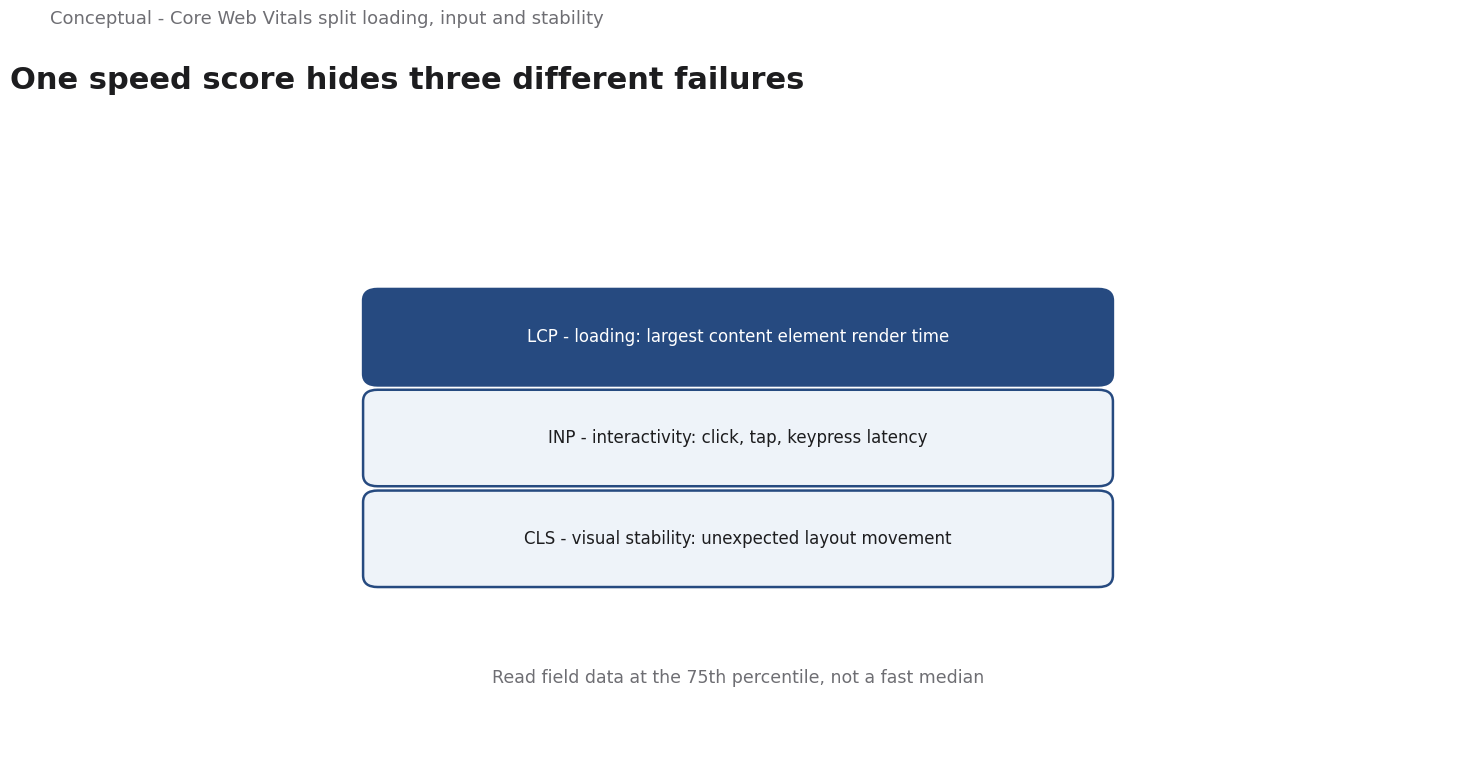 Conceptual - Core Web Vitals split loading, input and stability
One speed score hides three different failures
LCP - loading: largest content element render time
INP - interactivity: click, tap, keypress latency
CLS - visual stability: unexpected layout movement
Read field data at the 75th percentile, not a fast median